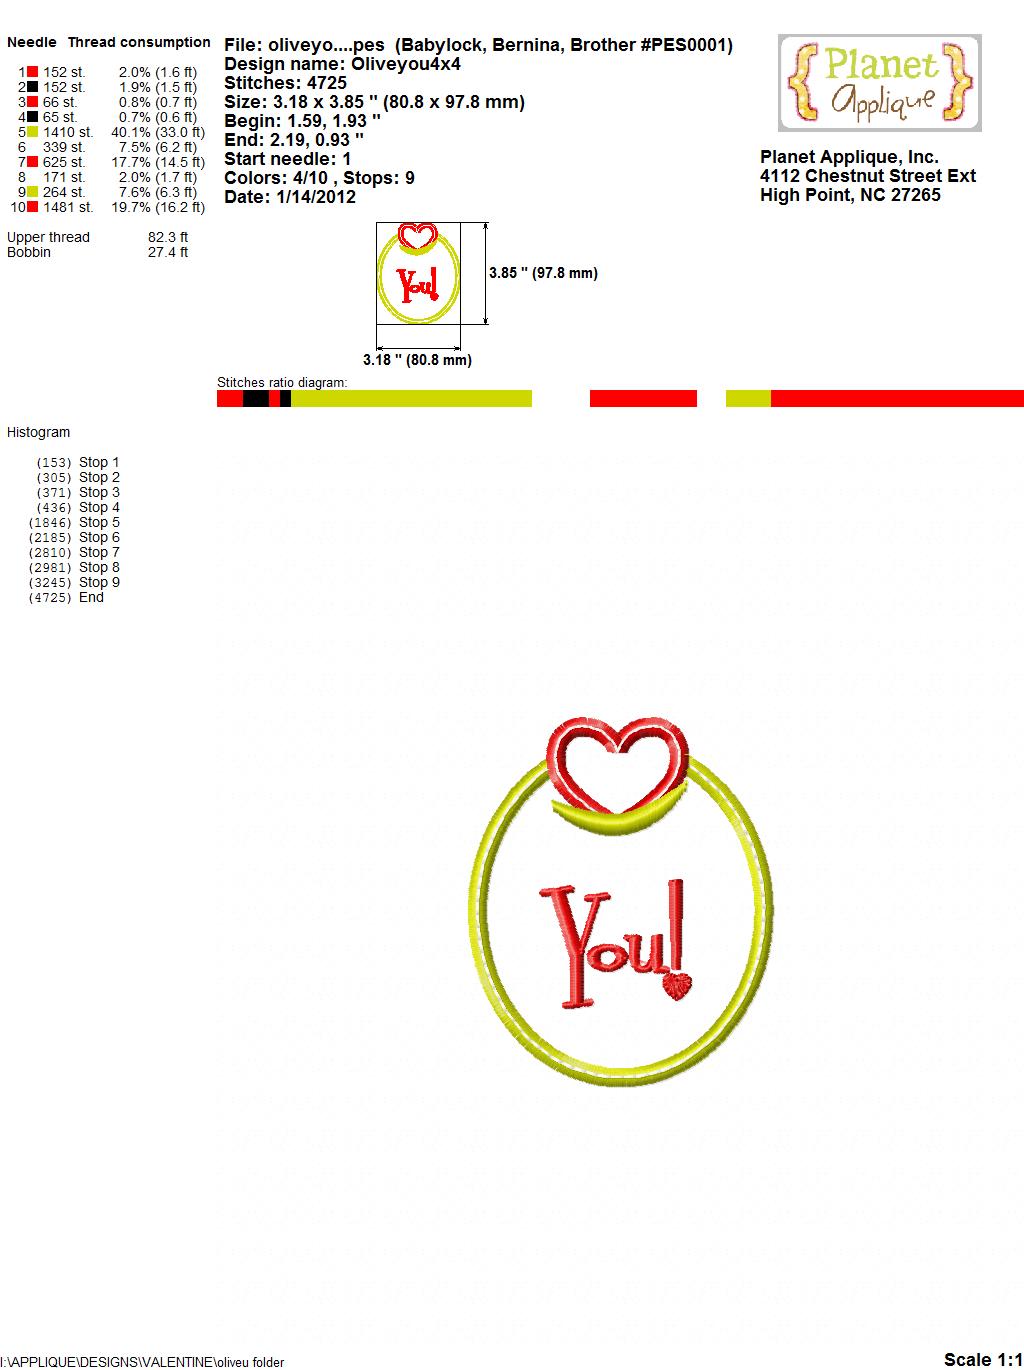 Needle Thread consumption
1 152 st. 2.0% (1.6 ft)
2 152 st. 1.9% (1.5 ft)
3 66 st. 0.8% (0.7 ft)
4 65 st. 0.7% (0.6 ft)
5 1410 st. 40.1% (33.0 ft)
6 339 st. 7.5% (6.2 ft)
7 625 st. 17.7% (14.5 ft)
8 171 st. 2.0% (1.7 ft)
9 264 st. 7.6% (6.3 ft)
10 1481 st. 19.7% (16.2 ft)
Upper thread 82.3 ft
Bobbin 27.4 ft
File: oliveyo....pes (Babylock, Bernina, Brother #PES0001)
Design name: Oliveyou4x4
Stitches: 4725
Size: 3.18 x 3.85 " (80.8 x 97.8 mm)
Begin: 1.59, 1.93 "
End: 2.19, 0.93 "
Start needle: 1
Colors: 4/10 , Stops: 9
Date: 1/14/2012
{Planet
Applique}
Planet Applique, Inc.
4112 Chestnut Street Ext
High Point, NC 27265
You!
3.85 " (97.8 mm)
3.18 " (80.8 mm)
Stitches ratio diagram:
Histogram
(153) Stop 1
(305) Stop 2
(371) Stop 3
(436) Stop 4
(1846) Stop 5
(2185) Stop 6
(2810) Stop 7
(2981) Stop 8
(3245) Stop 9
(4725) End
You!
I:\APPLIQUE\DESIGNS\VALENTINE\oliveu folder
Scale 1:1